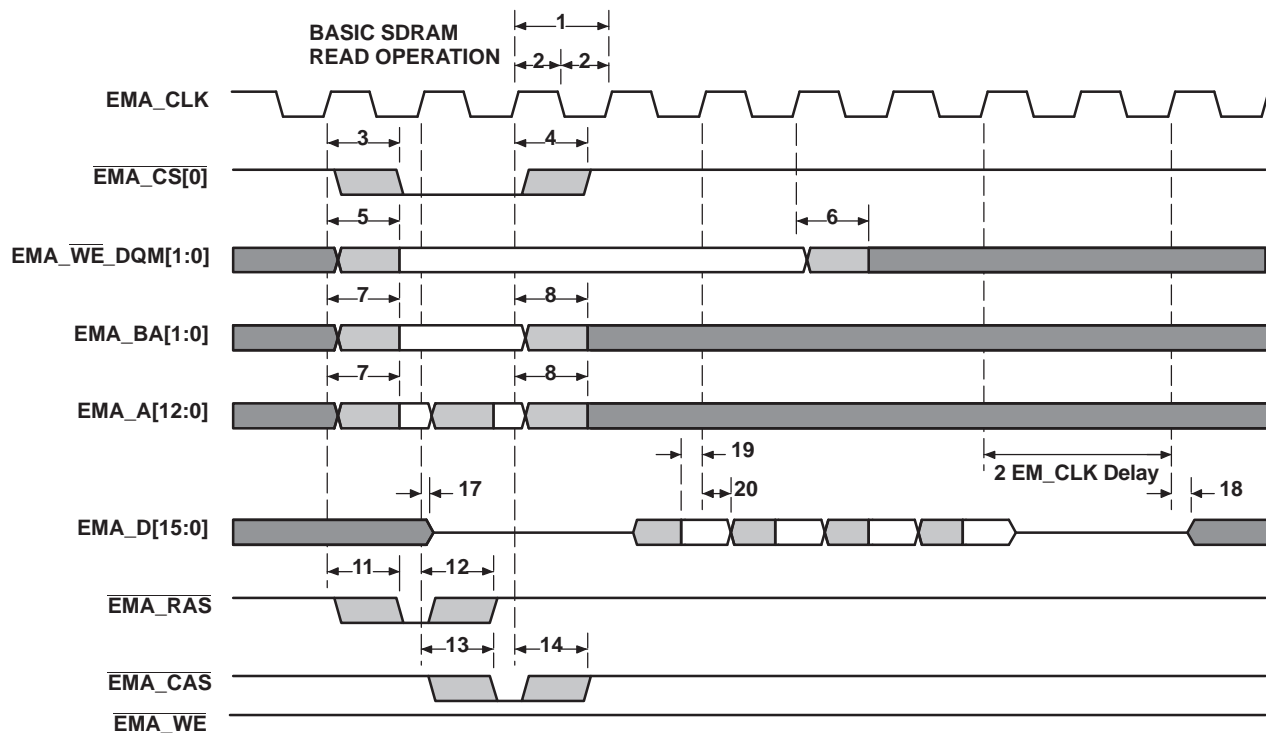 BASIC SDRAM
READ OPERATION
1
2 2
EMA_CLK
3 4
EMA_CS[0]
5 6
EMA_WE_DQM[1:0]
7 8
EMA_BA[1:0]
7 8
EMA_A[12:0]
19
2 EM_CLK Delay
17 20 18
EMA_D[15:0]
11 12
EMA_RAS
13 14
EMA_CAS
EMA_WE